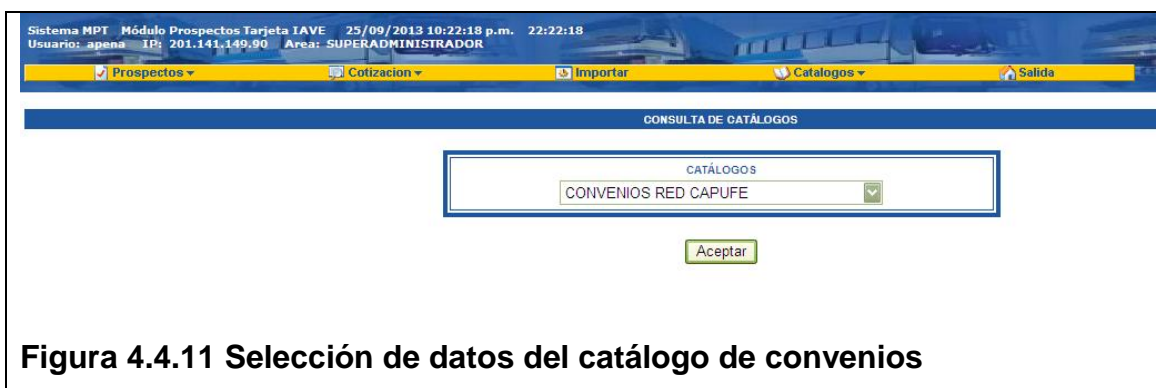 Sistema MPT Módulo Prospectos Tarjeta IAVE 25/09/2013 10:22:18 p.m. 22:22:18
Usuario: apena IP: 201.141.149.90 Area: SUPERADMINISTRADOR
Prospectos Cotizacion Importar Catalogos Salida
CONSULTA DE CATÁLOGOS
CATÁLOGOS
CONVENIOS RED CAPUFE
Aceptar
Figura 4.4.11 Selección de datos del catálogo de convenios